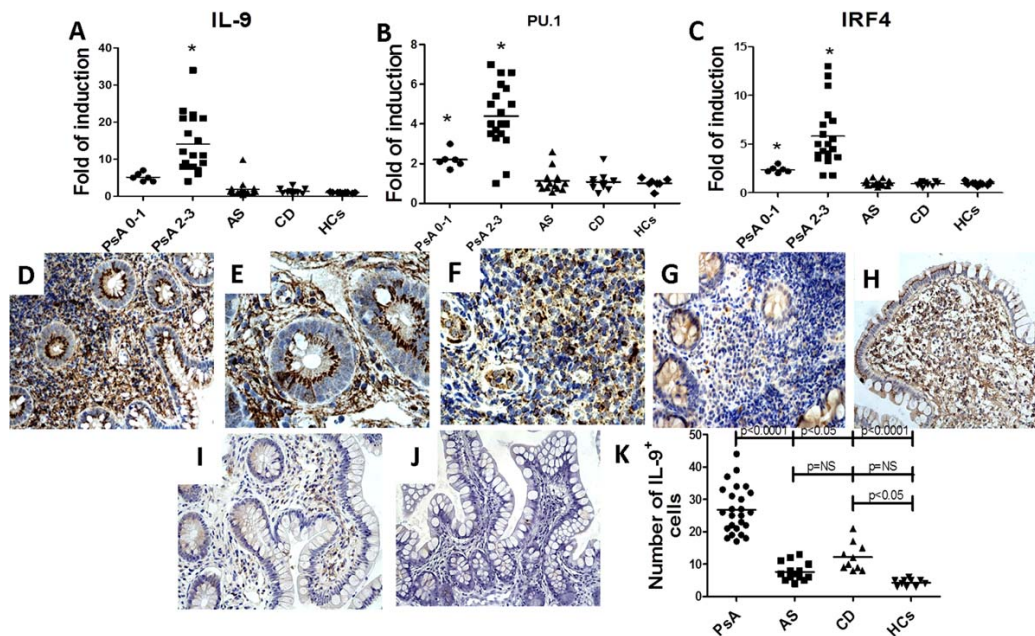 A
IL-9
*
Fold of induction
40
30
20
10
0
PsA 0-1
PsA 2-3
AS
CD
HCs
B
PU.1
*
*
Fold of induction
8
6
4
2
0
PsA 0-1
PsA 2-3
AS
CD
HCs
C
IRF4
*
*
Fold of induction
15
10
5
0
PsA 0-1
PsA 2-3
AS
CD
HCs
D
E
F
G
H
I
J
K
p<0.0001
p<0.05
p<0.0001
p=NS
p=NS
p<0.05
Number of IL-9+
cells
50
40
30
20
10
0
PsA
AS
CD
HCs